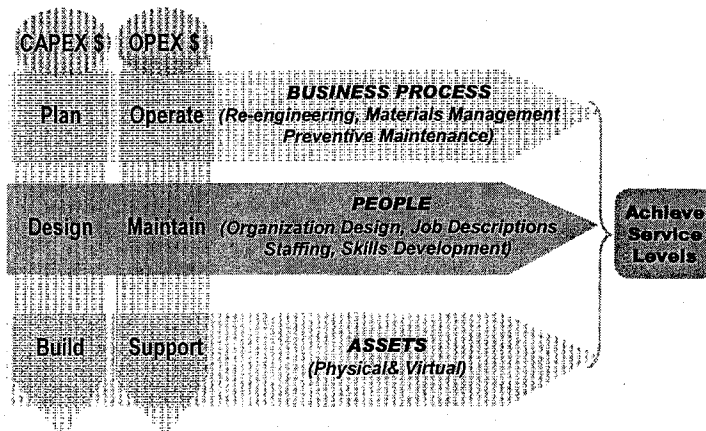 CAPEX $ OPEX $
BUSINESS PROCESS
Plan Operate (Re-engineering, Materials Management
Preventive Maintenance)
PEOPLE
Design Maintain (Organization Design, Job Descriptions
Staffing, Skills Development)
Achieve
Service
Levels
Build Support ASSETS
(Physical& Virtual)